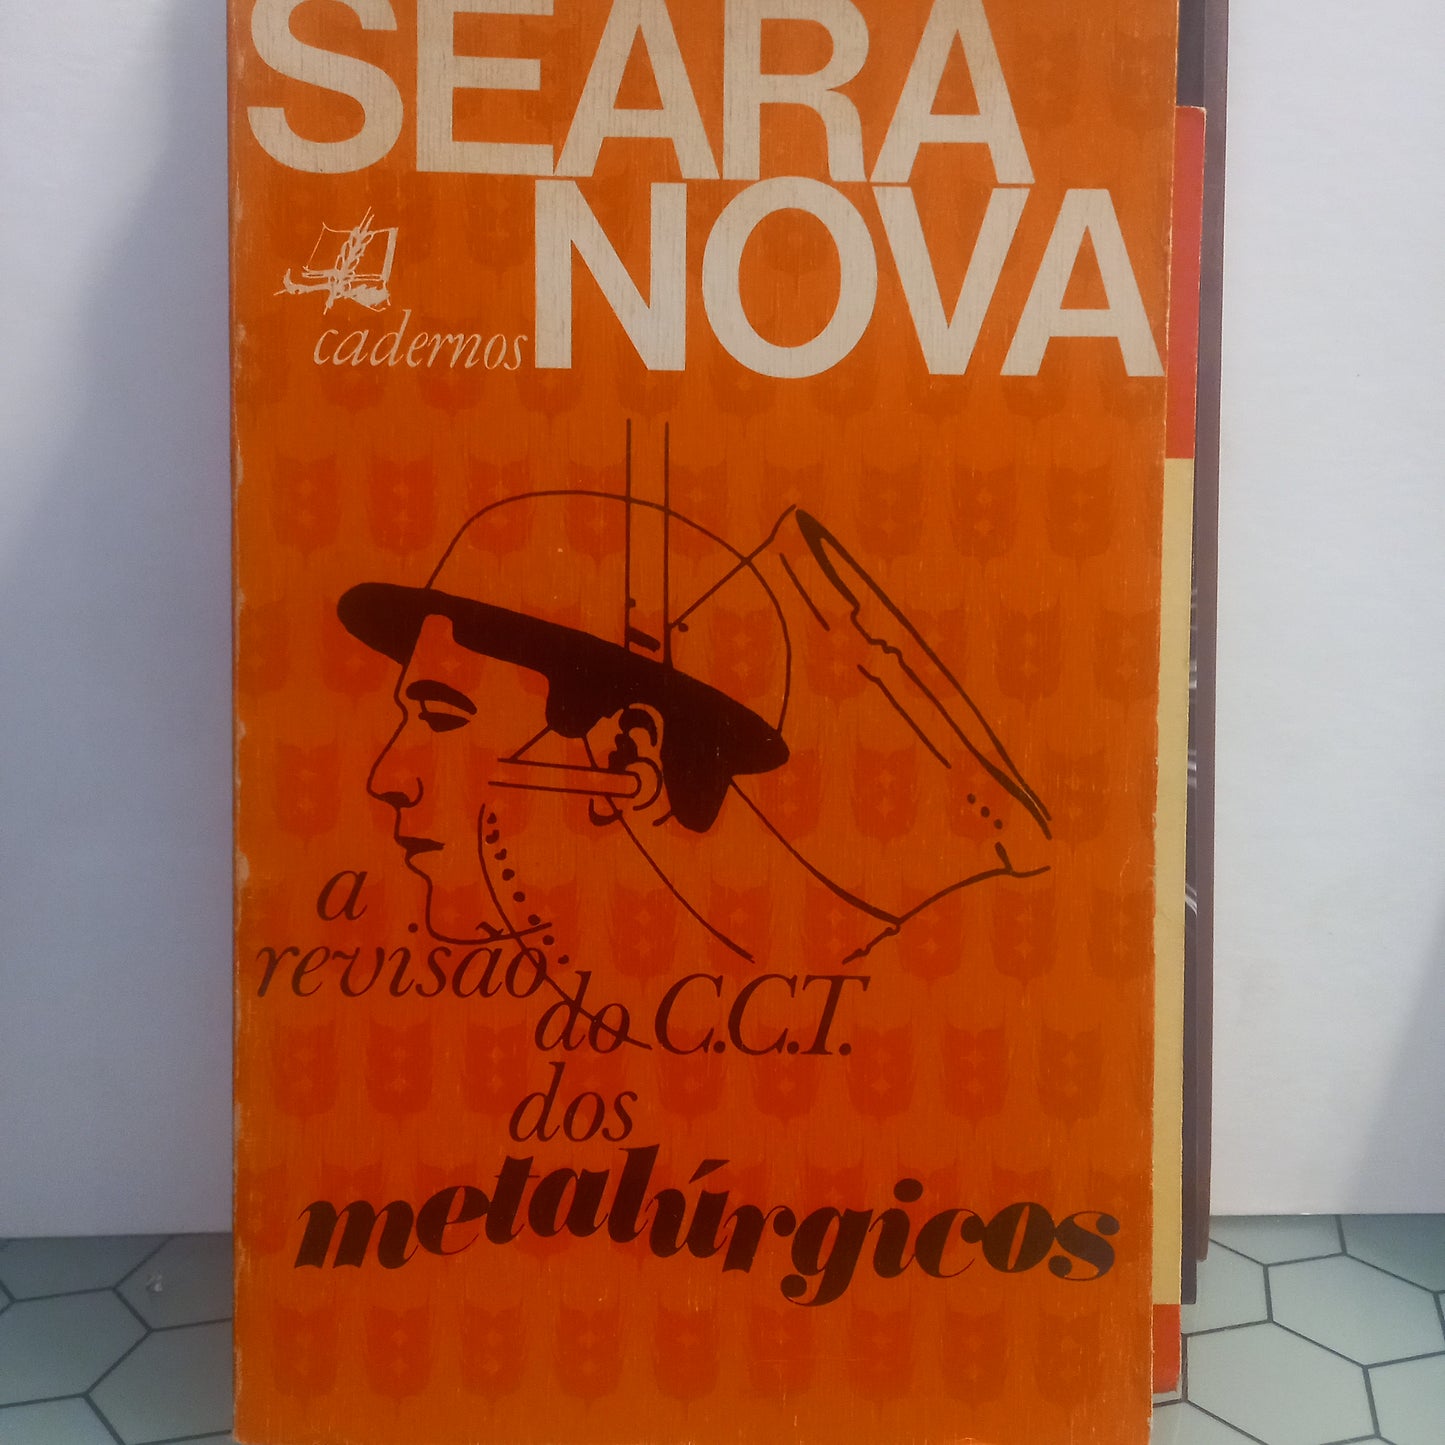 SEARA
NOVA
cadernos
a
revisão
do C.C.T.
dos
metalúrgicos